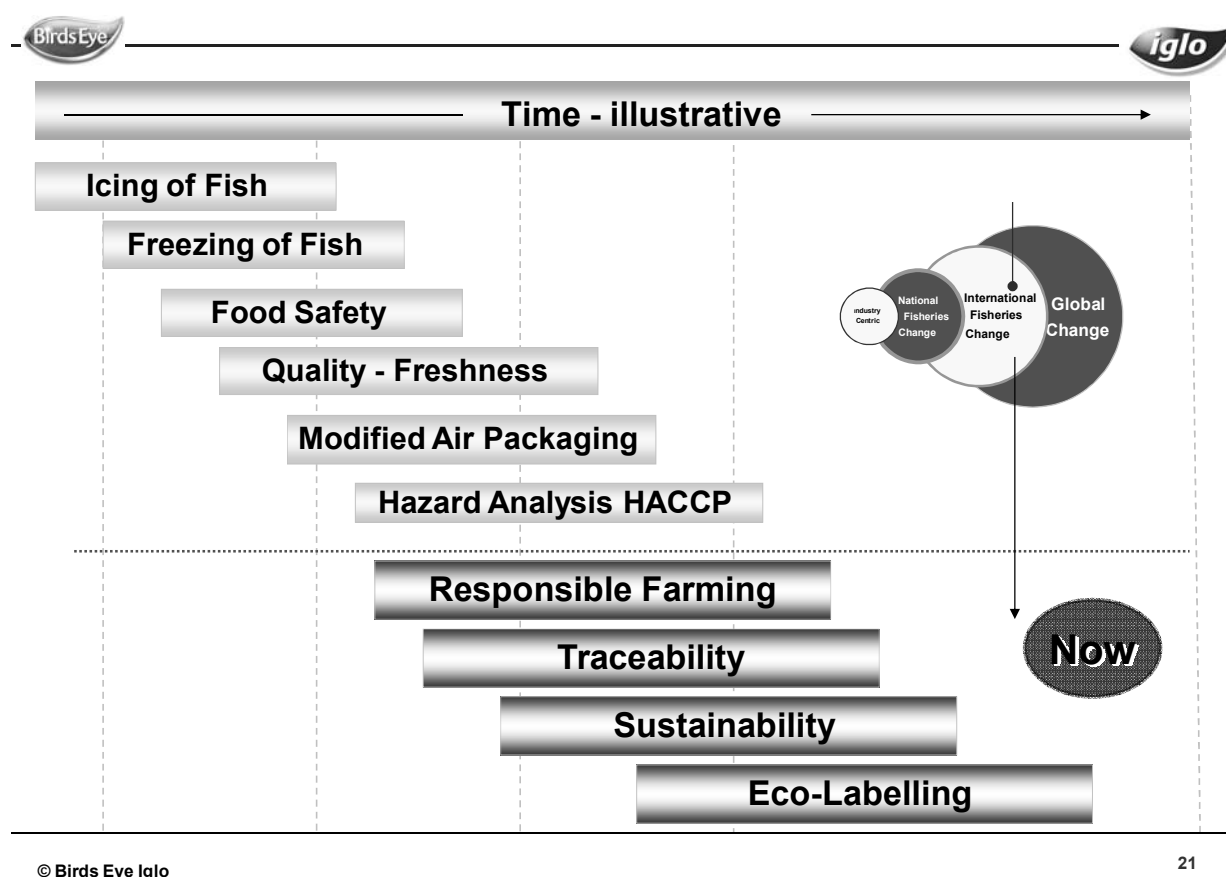 BirdsEye
iglo
Time - illustrative
Icing of Fish
Freezing of Fish
Food Safety
Quality - Freshness
Modified Air Packaging
Hazard Analysis HACCP
Industry
Centric
National
Fisheries
Change
International
Fisheries
Change
Global
Change
Responsible Farming
Traceability
Sustainability
Eco-Labelling
Now
© Birds Eye Iglo
21